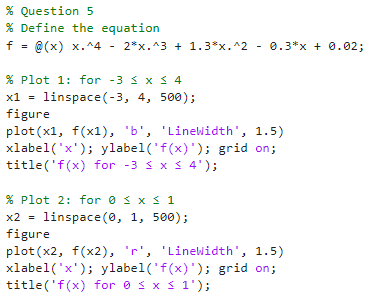 % Question 5
% Define the equation
f = @(x) x.^4 - 2*x.^3 + 1.3*x.^2 - 0.3*x + 0.02;
% Plot 1: for -3 ≤ x ≤ 4
x1 = linspace(-3, 4, 500);
figure
plot(x1, f(x1), 'b', 'LineWidth', 1.5)
xlabel('x'); ylabel('f(x)'); grid on;
title('f(x) for -3 ≤ x ≤ 4');
% Plot 2: for 0 ≤ x ≤ 1
x2 = linspace(0, 1, 500);
figure
plot(x2, f(x2), 'r', 'LineWidth', 1.5)
xlabel('x'); ylabel('f(x)'); grid on;
title('f(x) for 0 ≤ x ≤ 1');